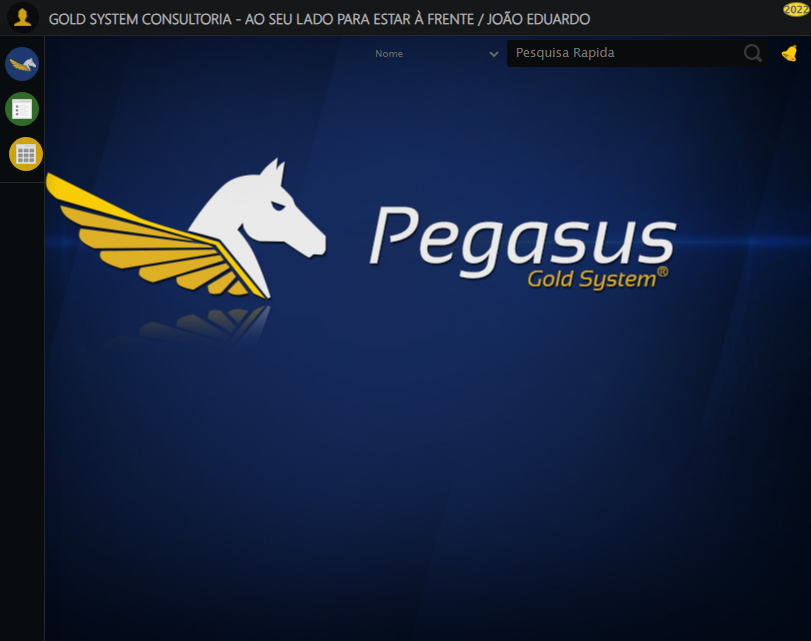 GOLD SYSTEM CONSULTORIA - AO SEU LADO PARA ESTAR À FRENTE / JOÃO EDUARDO
2022
Nome
Pesquisa Rapida
Pegasus
Gold System®